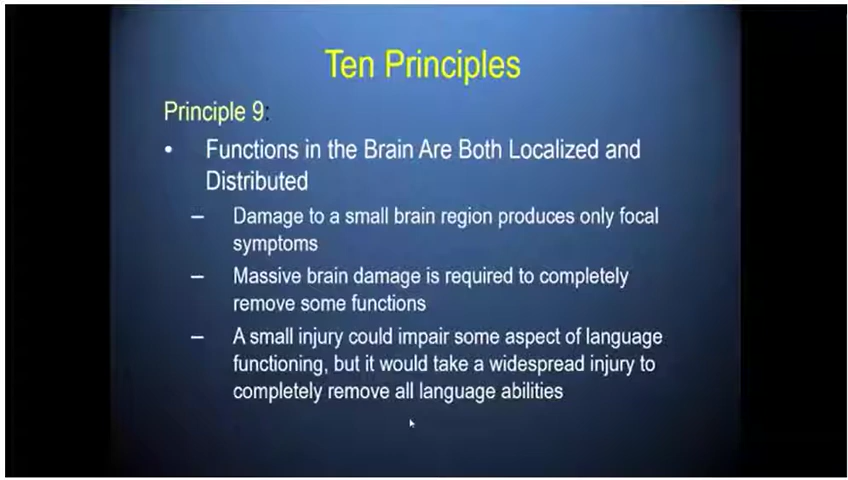 Ten Principles
Principle 9:
• Functions in the Brain Are Both Localized and
Distributed
– Damage to a small brain region produces only focal
symptoms
– Massive brain damage is required to completely
remove some functions
– A small injury could impair some aspect of language
functioning, but it would take a widespread injury to
completely remove all language abilities